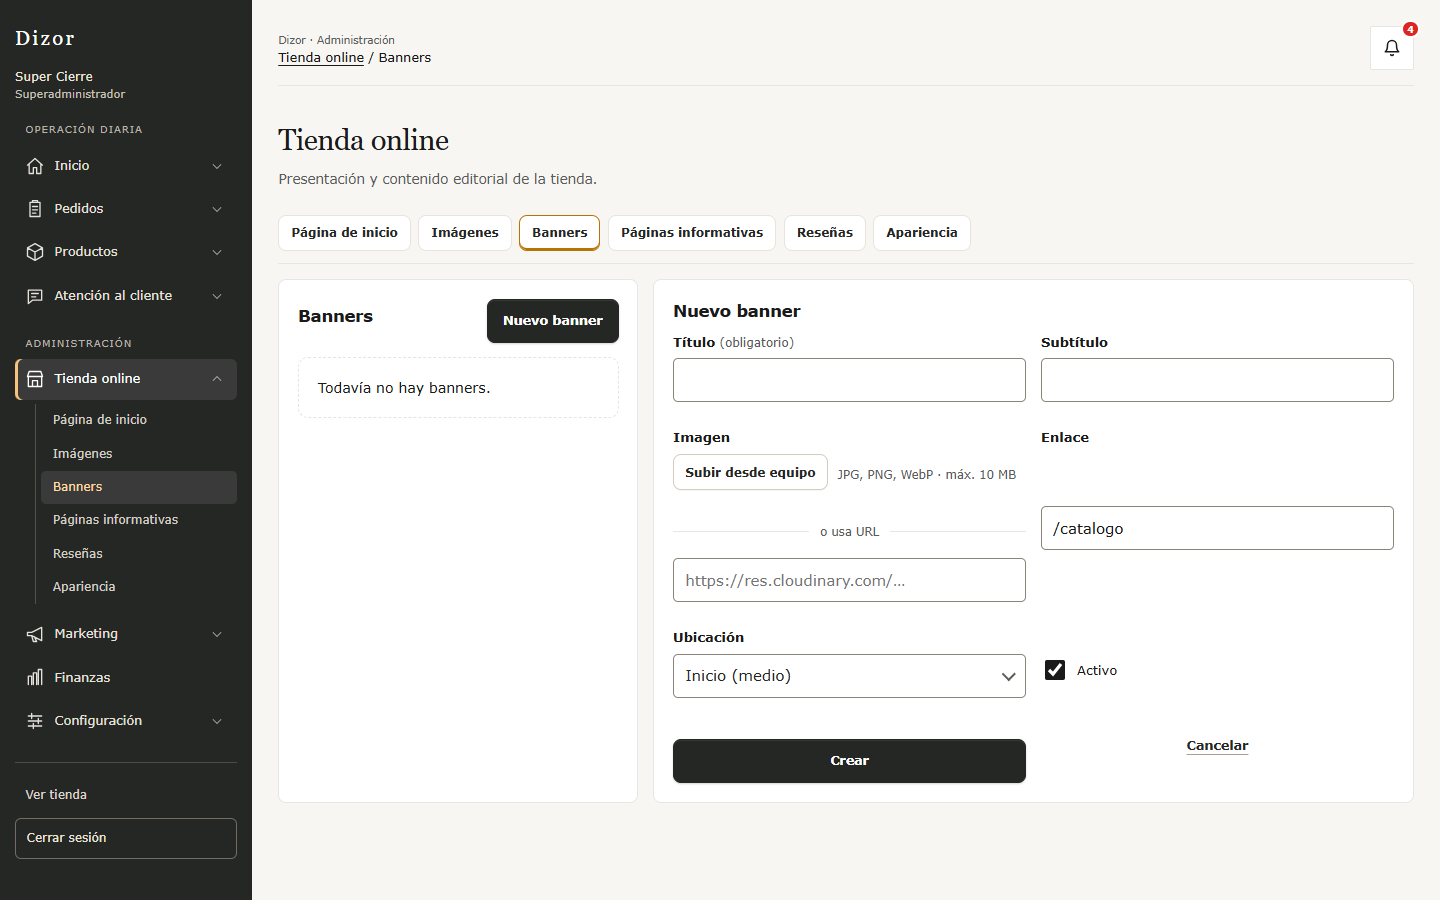 Dizor
Super Cierre
Superadministrador
OPERACIÓN DIARIA
Inicio
Pedidos
Productos
Atención al cliente
ADMINISTRACIÓN
Tienda online
Página de inicio
Imágenes
Banners
Páginas informativas
Reseñas
Apariencia
Marketing
Finanzas
Configuración
Ver tienda
Cerrar sesión
Dizor · Administración
Tienda online / Banners
4
Tienda online
Presentación y contenido editorial de la tienda.
Página de inicio
Imágenes
Banners
Páginas informativas
Reseñas
Apariencia
Banners
Nuevo banner
Todavía no hay banners.
Nuevo banner
Título (obligatorio)
Subtítulo
Imagen
Subir desde equipo
JPG, PNG, WebP · máx. 10 MB
o usa URL
https://res.cloudinary.com/...
Enlace
/catalogo
Ubicación
Inicio (medio)
Activo
Crear
Cancelar